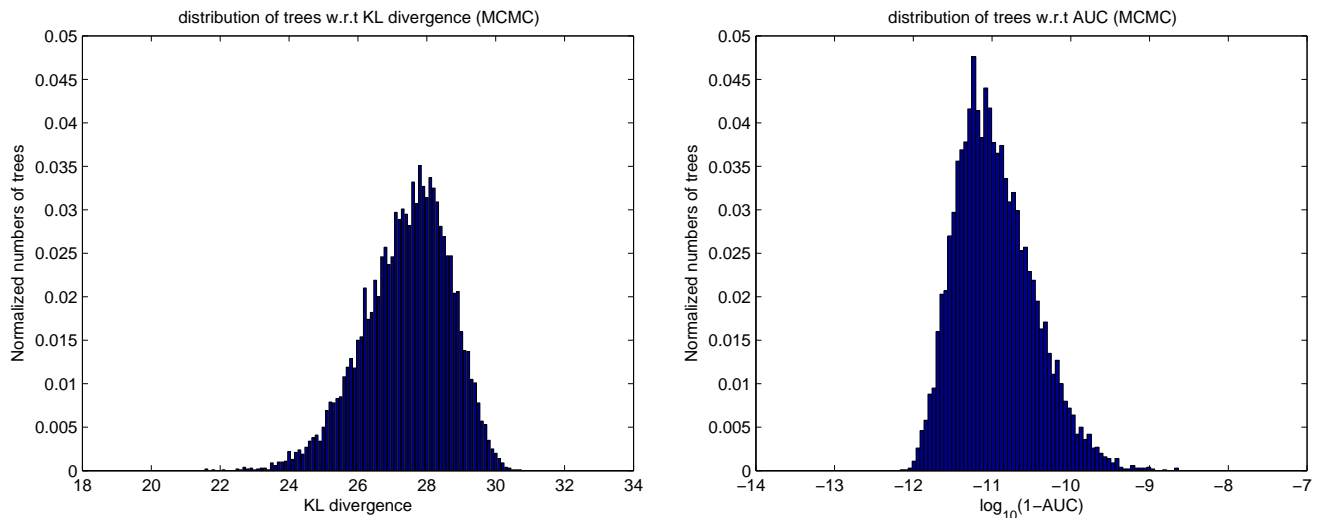 distribution of trees w.r.t KL divergence (MCMC)
0.05
0.045
0.04
0.035
0.03
0.025
0.02
0.015
0.01
0.005
0
Normalized numbers of trees
18 20 22 24 26 28 30 32 34
KL divergence
distribution of trees w.r.t AUC (MCMC)
0.05
0.045
0.04
0.035
0.03
0.025
0.02
0.015
0.01
0.005
0
Normalized numbers of trees
−14 −13 −12 −11 −10 −9 −8 −7
log10(1−AUC)